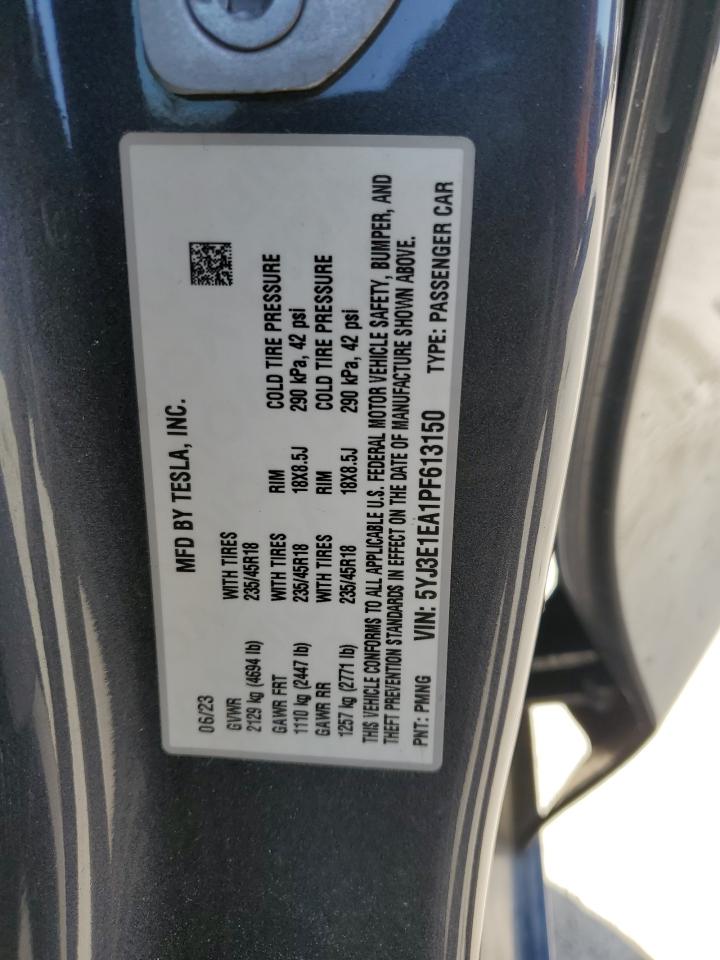 06/23 MFD BY TESLA, INC.
GVWR WITH TIRES
2129 kg (4694 lb) 235/45R18
GAWR FRT WITH TIRES RIM COLD TIRE PRESSURE
1110 kg (2447 lb) 235/45R18 18X8.5J 290 kPa, 42 psi
GAWR RR WITH TIRES RIM COLD TIRE PRESSURE
1257 kg (2771 lb) 235/45R18 18X8.5J 290 kPa, 42 psi
THIS VEHICLE CONFORMS TO ALL APPLICABLE U.S. FEDERAL MOTOR VEHICLE SAFETY, BUMPER, AND
THEFT PREVENTION STANDARDS IN EFFECT ON THE DATE OF MANUFACTURE SHOWN ABOVE.
PNT: PMNG VIN: 5YJ3E1EA1PF613150 TYPE: PASSENGER CAR